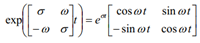 exp([σ ω; −ω σ] t) = e^{σt} [cos ωt sin ωt; −sin ωt cos ωt]